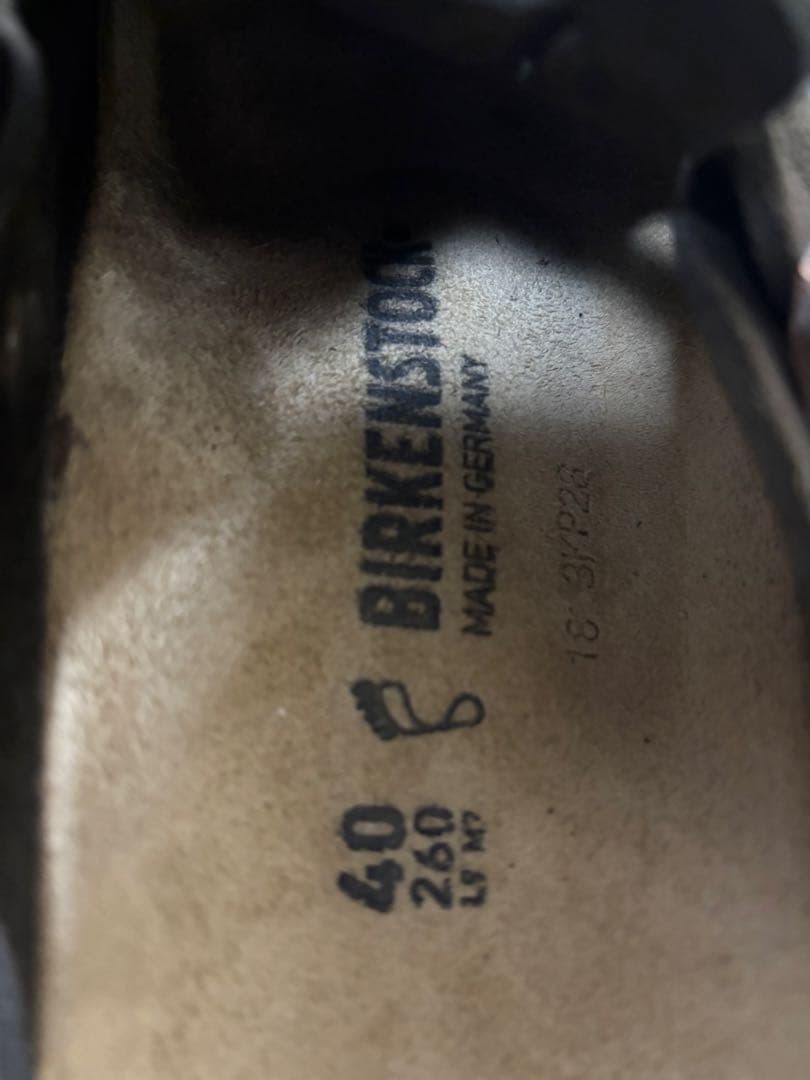 BIRKENSTOCK
MADE IN GERMANY
40
260
L9 M7